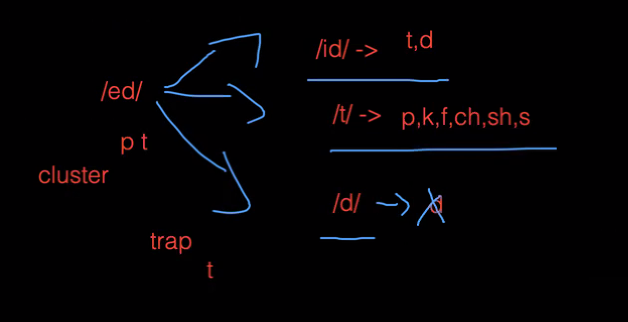 /id/ -> t,d
/ed/
/t/ -> p,k,f,ch,sh,s
p t
cluster
/d/ d
trap
t